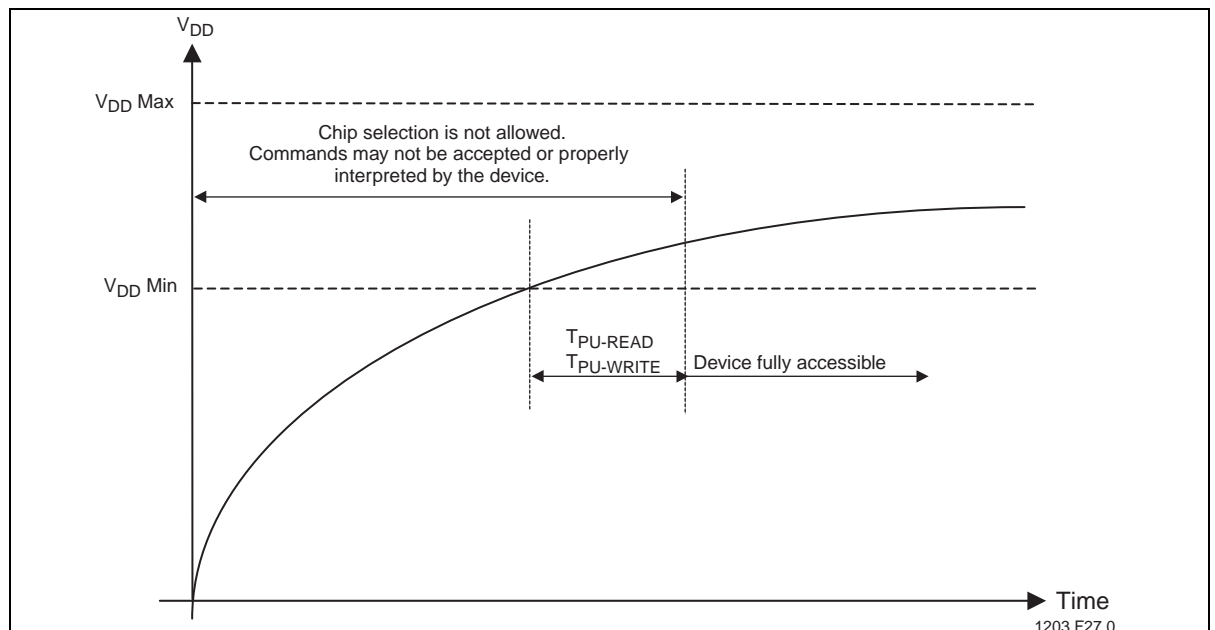 VDD
VDD Max
Chip selection is not allowed.
Commands may not be accepted or properly
interpreted by the device.
VDD Min
TPU-READ
TPU-WRITE
Device fully accessible
Time
1203 F27.0